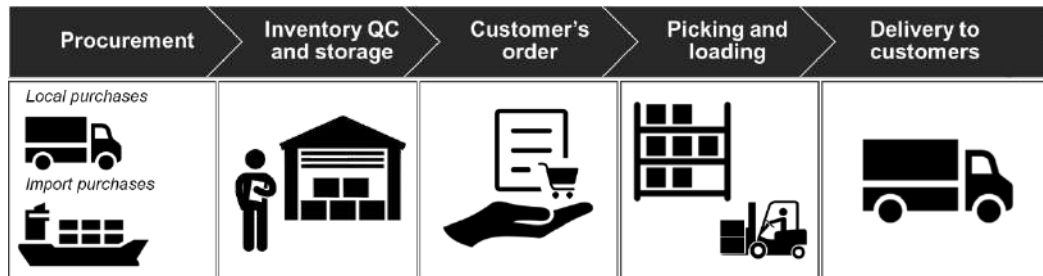 Procurement
Inventory QC
and storage
Customer's
order
Picking and
loading
Delivery to
customers
Local purchases
Import purchases